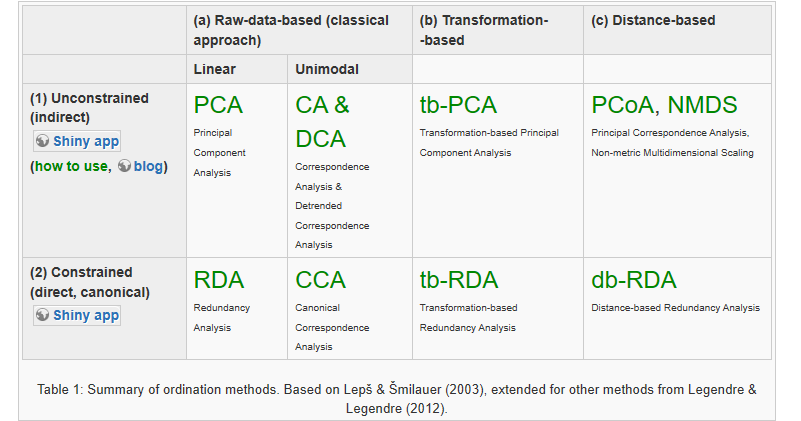 (a) Raw-data-based (classical
approach)
(b) Transformation-
-based
(c) Distance-based
Linear
Unimodal
(1) Unconstrained
(indirect)
Shiny app
(how to use, blog)
PCA
Principal
Component
Analysis
CA &
DCA
Correspondence
Analysis &
Detrended
Correspondence
Analysis
tb-PCA
Transformation-based Principal
Component Analysis
PCoA, NMDS
Principal Correspondence Analysis,
Non-metric Multidimensional Scaling
(2) Constrained
(direct, canonical)
Shiny app
RDA
Redundancy
Analysis
CCA
Canonical
Correspondence
Analysis
tb-RDA
Transformation-based
Redundancy Analysis
db-RDA
Distance-based Redundancy Analysis
Table 1: Summary of ordination methods. Based on Lepš & Šmilauer (2003), extended for other methods from Legendre &
Legendre (2012).